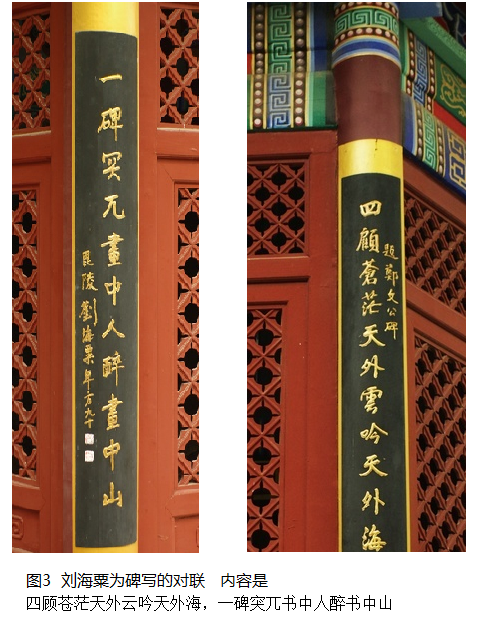 題鄭文公碑
四顧蒼茫天外雲吟天外海
一碑突兀畫中人醉畫中山
毘陵劉海粟年方九十
图3 刘海粟为碑写的对联 内容是
四顾苍茫天外云吟天外海，一碑突兀书中人醉书中山